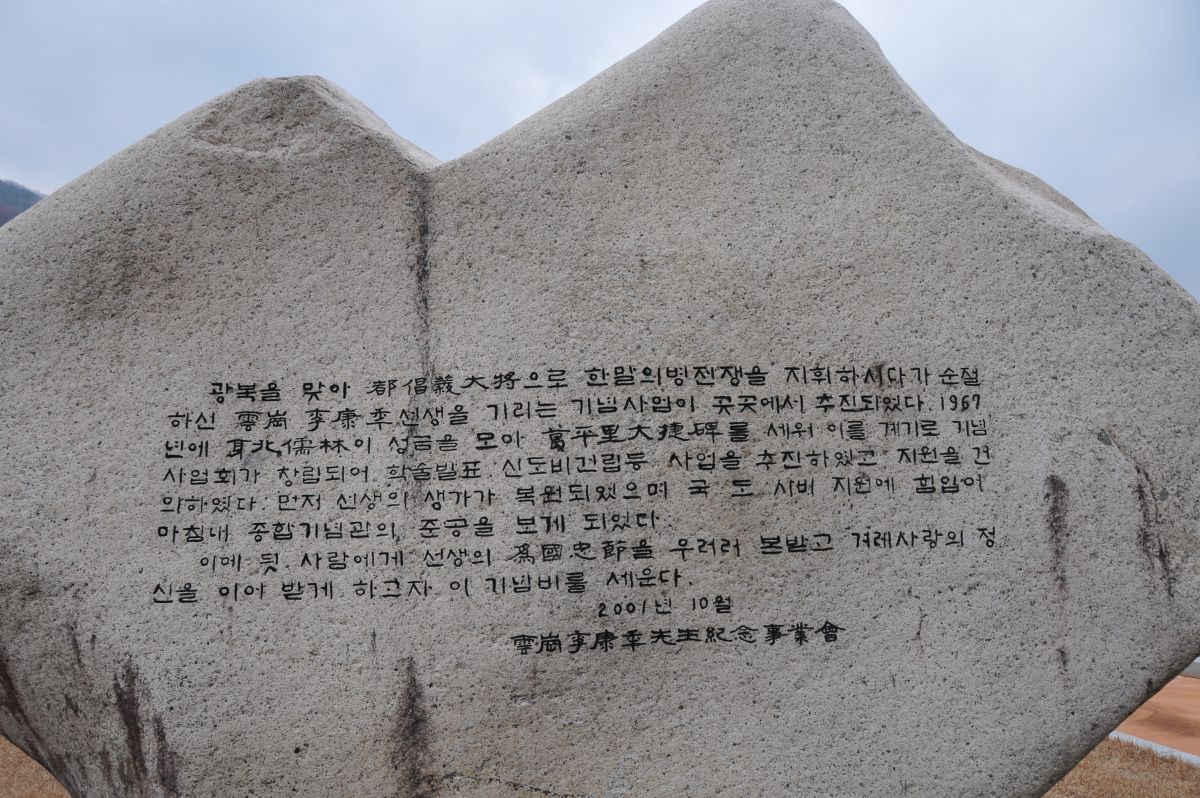 광복을 맞아 都倡義大將으로 한말의병전쟁을 지휘하시다가 순절
하신 雲崗 李康秊선생을 기리는 기념사업이 곳곳에서 추진되었다. 1967
년에 耳北儒林이 성금을 모아 葛平里大捷碑를 세워 이를 계기로 기념
사업회가 창립되어. 학술발표 신도비건립등 사업을 추진하였고 지원을 건
의하였다. 먼저 선생의 생가가 복원되었으며 국 도 사비 지원에 힘입어
마침내 종합기념관의, 준공을 보게 되었다
이에 뒷 사람에게 선생의 爲國忠節을 우러러 본받고 겨레사랑의 정
신을 이어 받게 하고자 이 기념비를 세운다.
2001년 10월
雲崗李康秊先生紀念事業會